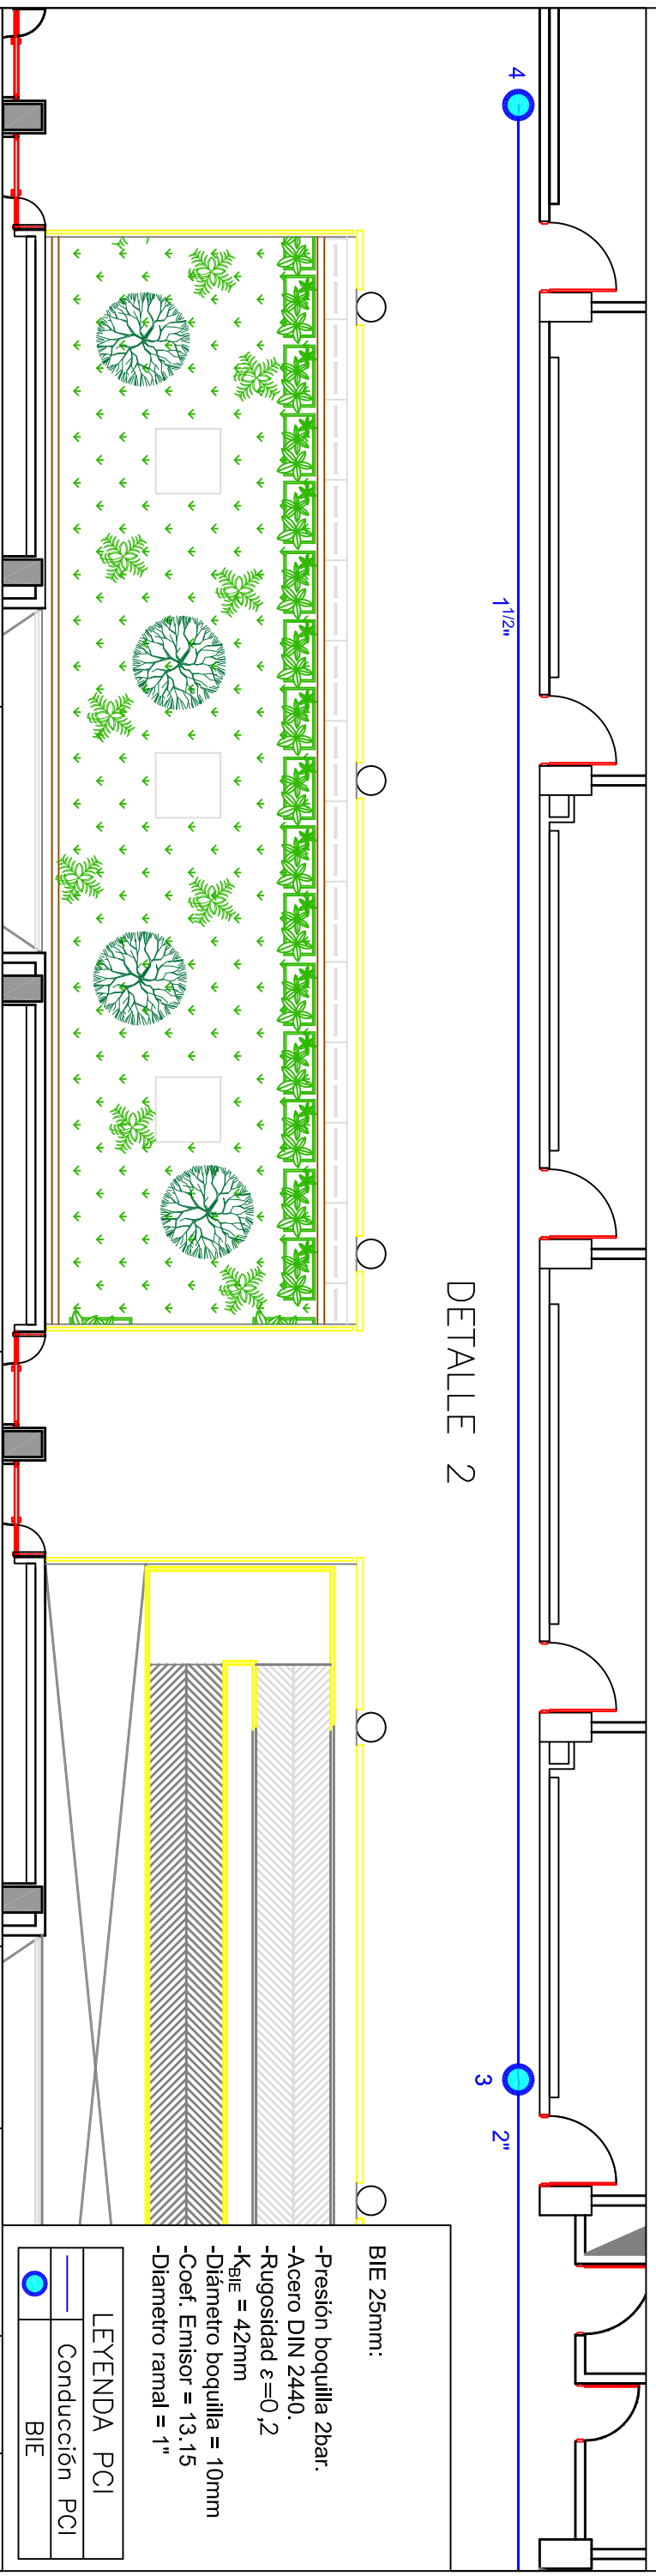 4
1 1/2"
DETALLE 2
3
2"
BIE 25mm:
-Presión boquilla 2bar.
-Acero DIN 2440.
-Rugosidad ε=0,2
-KBIE = 42mm
-Diámetro boquilla = 10mm
-Coef. Emisor = 13.15
-Diametro ramal = 1"
LEYENDA PCI
Conducción PCI
BIE